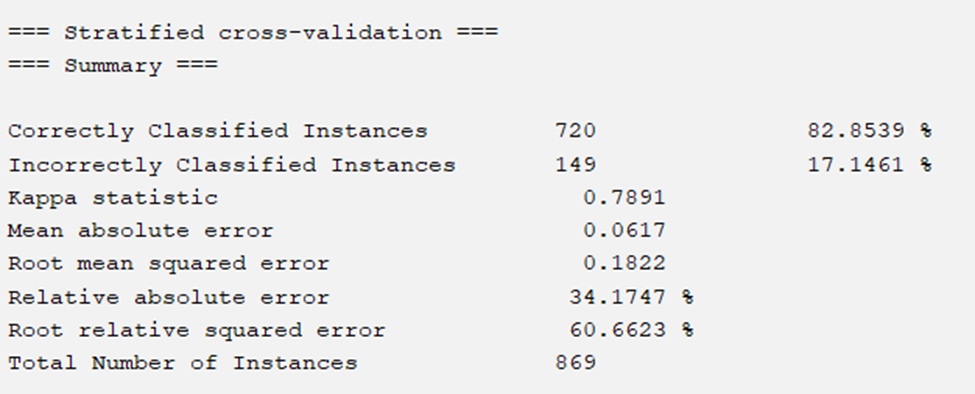 === Stratified cross-validation ===
=== Summary ===
Correctly Classified Instances 720 82.8539 %
Incorrectly Classified Instances 149 17.1461 %
Kappa statistic 0.7891
Mean absolute error 0.0617
Root mean squared error 0.1822
Relative absolute error 34.1747 %
Root relative squared error 60.6623 %
Total Number of Instances 869